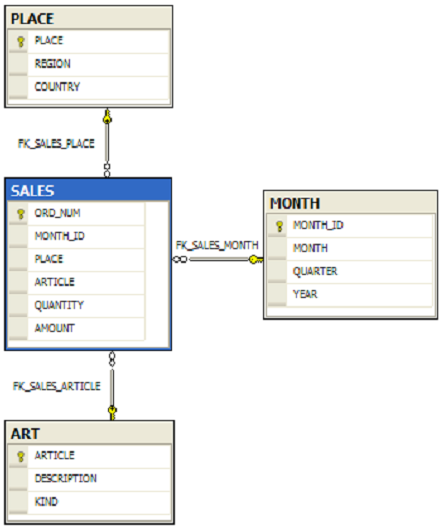 PLACE
PLACE
REGION
COUNTRY
FK_SALES_PLACE
SALES
ORD_NUM
MONTH_ID
PLACE
ARTICLE
QUANTITY
AMOUNT
FK_SALES_MONTH
MONTH
MONTH_ID
MONTH
QUARTER
YEAR
FK_SALES_ARTICLE
ART
ARTICLE
DESCRIPTION
KIND